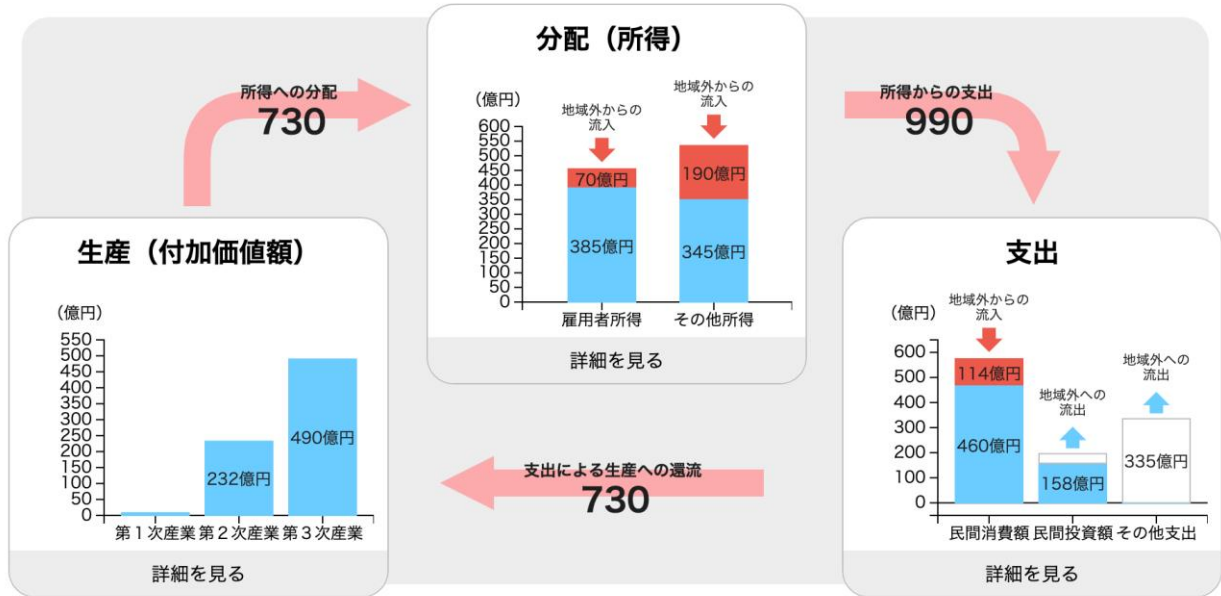 分配（所得）
所得への分配
730
（億円）
地域外からの
流入
地域外からの
流入
600
550
500
450
400
350
300
250
200
150
100
50
0
70億円
385億円
190億円
345億円
雇用者所得
その他所得
詳細を見る
所得からの支出
990
生産（付加価値額）
（億円）
550
500
450
400
350
300
250
200
150
100
50
0
232億円
490億円
第１次産業
第２次産業
第３次産業
詳細を見る
支出による生産への還流
730
支出
（億円）
地域外からの
流入
地域外への
流出
地域外への
流出
600
500
400
300
200
100
0
114億円
460億円
158億円
335億円
民間消費額
民間投資額
その他支出
詳細を見る